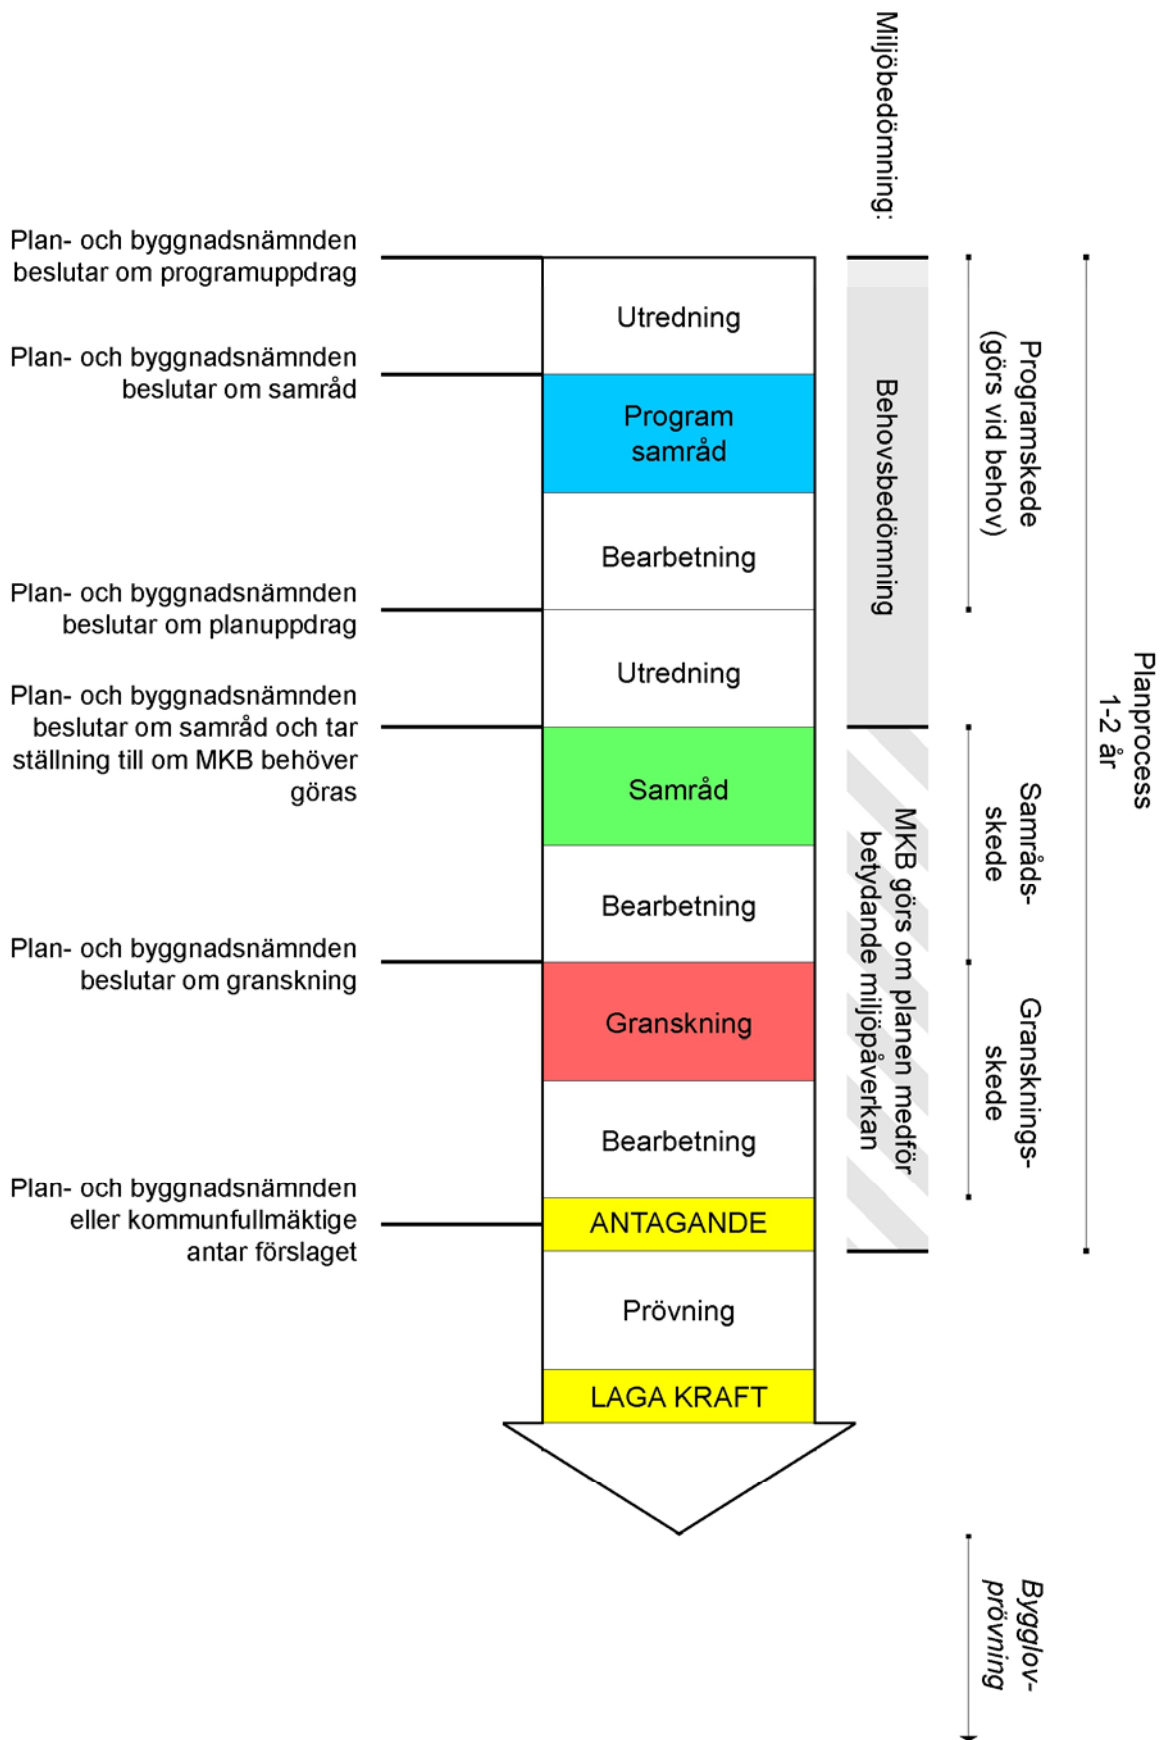 Miljöbedömning:
Plan- och byggnadsnämnden
beslutar om programuppdrag
Plan- och byggnadsnämnden
beslutar om samråd
Plan- och byggnadsnämnden
beslutar om planuppdrag
Plan- och byggnadsnämnden
beslutar om samråd och tar
ställning till om MKB behöver
göras
Plan- och byggnadsnämnden
beslutar om granskning
Plan- och byggnadsnämnden
eller kommunfullmäktige
antar förslaget
Utredning
Program
samråd
Bearbetning
Utredning
Samråd
Bearbetning
Granskning
Bearbetning
ANTAGANDE
Prövning
LAGA KRAFT
Behovsbedömning
MKB görs om planen medför
betydande miljöpåverkan
Programskede
(görs vid behov)
Samråds-
skede
Gransknings-
skede
Bygglov-
prövning
Planprocess
1-2 år